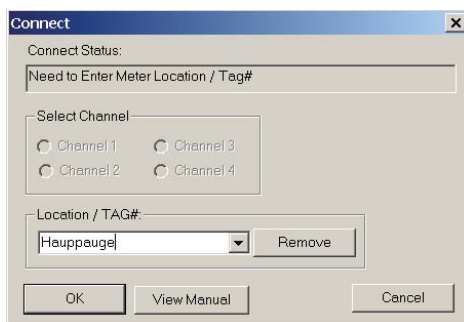 Connect
Connect Status:
Need to Enter Meter Location / Tag#
Select Channel
Channel 1 Channel 3
Channel 2 Channel 4
Location / TAG#:
Hauppauge Remove
OK View Manual Cancel